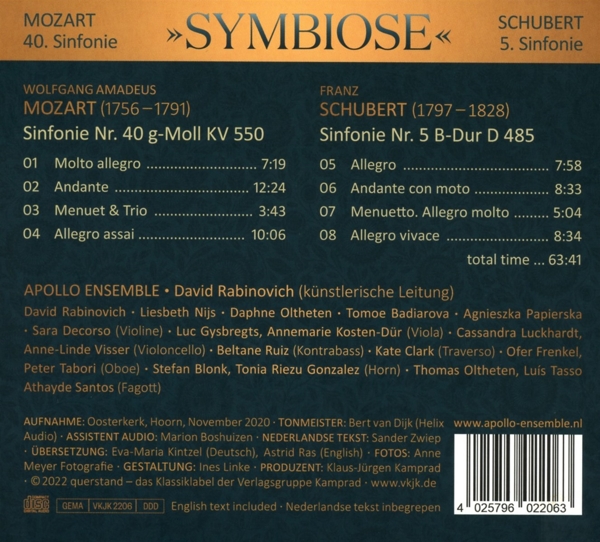 MOZART
40. Sinfonie
»SYMBIOSE«
SCHUBERT
5. Sinfonie
WOLFGANG AMADEUS
MOZART (1756–1791)
Sinfonie Nr. 40 g-Moll KV 550
01 Molto allegro ........................ 7:19
02 Andante ............................. 12:24
03 Menuet & Trio ..................... 3:43
04 Allegro assai ....................... 10:06
FRANZ
SCHUBERT (1797–1828)
Sinfonie Nr. 5 B-Dur D 485
05 Allegro ................................ 7:58
06 Andante con moto ................ 8:33
07 Menuetto. Allegro molto ........ 5:04
08 Allegro vivace ...................... 8:34
total time ... 63:41
APOLLO ENSEMBLE • David Rabinovich (künstlerische Leitung)
David Rabinovich · Liesbeth Nijs · Daphne Oltheten · Tomoe Badiarova · Agnieszka Papierska
· Sara Decorso (Violine) · Luc Gysbregts, Annemarie Kosten-Dür (Viola) · Cassandra Luckhardt,
Anne-Linde Visser (Violoncello) · Beltane Ruiz (Kontrabass) · Kate Clark (Traverso) · Ofer Frenkel,
Peter Tabori (Oboe) · Stefan Blonk, Tonia Riezu Gonzalez (Horn) · Thomas Oltheten, Luís Tasso
Athayde Santos (Fagott)
AUFNAHME: Oosterkerk, Hoorn, November 2020 · TONMEISTER: Bert van Dijk (Helix
Audio) · ASSISTENT AUDIO: Marion Boshuizen · NEDERLANDSE TEKST: Sander Zwiep
· ÜBERSETZUNG: Eva-Maria Kintzel (Deutsch), Astrid Ras (English) · FOTOS: Anne
Meyer Fotografie · GESTALTUNG: Ines Linke · PRODUZENT: Klaus-Jürgen Kamprad
· © 2022 querstand – das Klassiklabel der Verlagsgruppe Kamprad · www.vkjk.de
www.apollo-ensemble.nl
COMPACT disc DIGITAL AUDIO
GEMA VKJK 2206 DDD
English text included · Nederlandse tekst inbegrepen
4 025796 022063